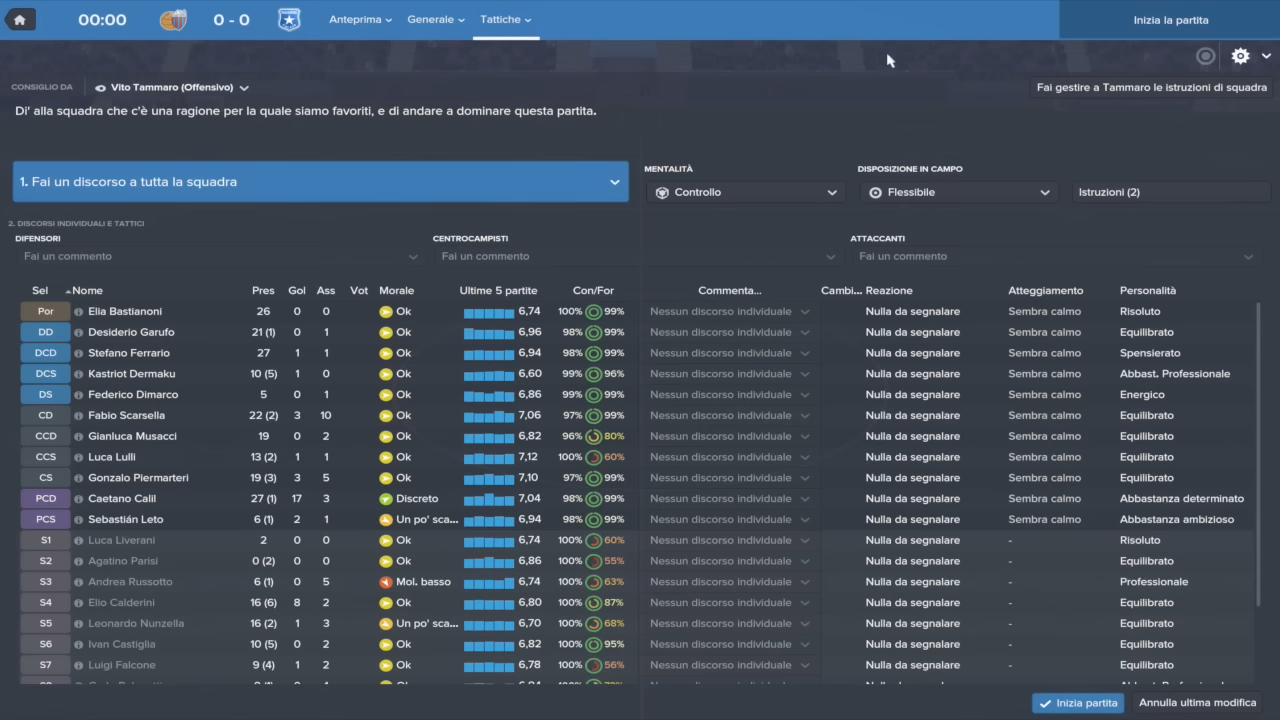 00:00 0 - 0 Anteprima Generale Tattiche Inizia la partita
CONSIGLIO DA Vito Tammaro (Offensivo) Fai gestire a Tammaro le istruzioni di squadra
Di' alla squadra che c'è una ragione per la quale siamo favoriti, e di andare a dominare questa partita.
MENTALITÀ DISPOSIZIONE IN CAMPO
1. Fai un discorso a tutta la squadra Controllo Flessibile Istruzioni (2)
2. DISCORSI INDIVIDUALI E TATTICI
DIFENSORI CENTROCAMPISTI ATTACCANTI
Fai un commento Fai un commento Fai un commento
Sel Nome Pres Gol Ass Vot Morale Ultime 5 partite Con/For Commenta... Cambi... Reazione Atteggiamento Personalità
Por Elia Bastianoni 26 0 0 Ok 6,74 100% 99% Nessun discorso individuale Nulla da segnalare Sembra calmo Risoluto
DD Desiderio Garufo 21 (1) 0 1 Ok 6,96 98% 99% Nessun discorso individuale Nulla da segnalare Sembra calmo Equilibrato
DCD Stefano Ferrario 27 1 1 Ok 6,94 98% 99% Nessun discorso individuale Nulla da segnalare Sembra calmo Spensierato
DCS Kastriot Dermaku 10 (5) 1 0 Ok 6,60 99% 96% Nessun discorso individuale Nulla da segnalare Sembra calmo Abbast. Professionale
DS Federico Dimarco 5 0 1 Ok 6,86 99% 99% Nessun discorso individuale Nulla da segnalare Sembra calmo Energico
CD Fabio Scarsella 22 (2) 3 10 Ok 7,06 97% 99% Nessun discorso individuale Nulla da segnalare Sembra calmo Equilibrato
CCD Gianluca Musacci 19 0 2 Ok 6,82 96% 80% Nessun discorso individuale Nulla da segnalare Sembra calmo Equilibrato
CCS Luca Lulli 13 (2) 1 1 Ok 7,12 100% 60% Nessun discorso individuale Nulla da segnalare Sembra calmo Equilibrato
CS Gonzalo Piermarteri 19 (3) 3 5 Ok 7,10 97% 99% Nessun discorso individuale Nulla da segnalare Sembra calmo Equilibrato
PCD Caetano Calil 27 (1) 17 3 Discreto 7,04 98% 99% Nessun discorso individuale Nulla da segnalare Sembra calmo Abbastanza determinato
PCS Sebastián Leto 6 (1) 2 1 Un po' sca... 6,94 98% 99% Nessun discorso individuale Nulla da segnalare Sembra calmo Abbastanza ambizioso
S1 Luca Liverani 2 0 0 Ok 6,74 100% 60% Nessun discorso individuale Nulla da segnalare - Risoluto
S2 Agatino Parisi 0 (2) 0 0 Ok 6,86 100% 55% Nessun discorso individuale Nulla da segnalare - Equilibrato
S3 Andrea Russotto 6 (1) 0 5 Mol. basso 6,74 100% 63% Nessun discorso individuale Nulla da segnalare - Professionale
S4 Elio Calderini 16 (6) 8 2 Ok 6,80 100% 87% Nessun discorso individuale Nulla da segnalare - Equilibrato
S5 Leonardo Nunzella 16 (2) 1 3 Un po' sca... 6,70 100% 68% Nessun discorso individuale Nulla da segnalare - Equilibrato
S6 Ivan Castiglia 10 (5) 0 2 Ok 6,82 100% 95% Nessun discorso individuale Nulla da segnalare - Equilibrato
S7 Luigi Falcone 9 (4) 1 2 Ok 6,78 100% 56% Nessun discorso individuale Nulla da segnalare - Equilibrato
Inizia partita Annulla ultima modifica